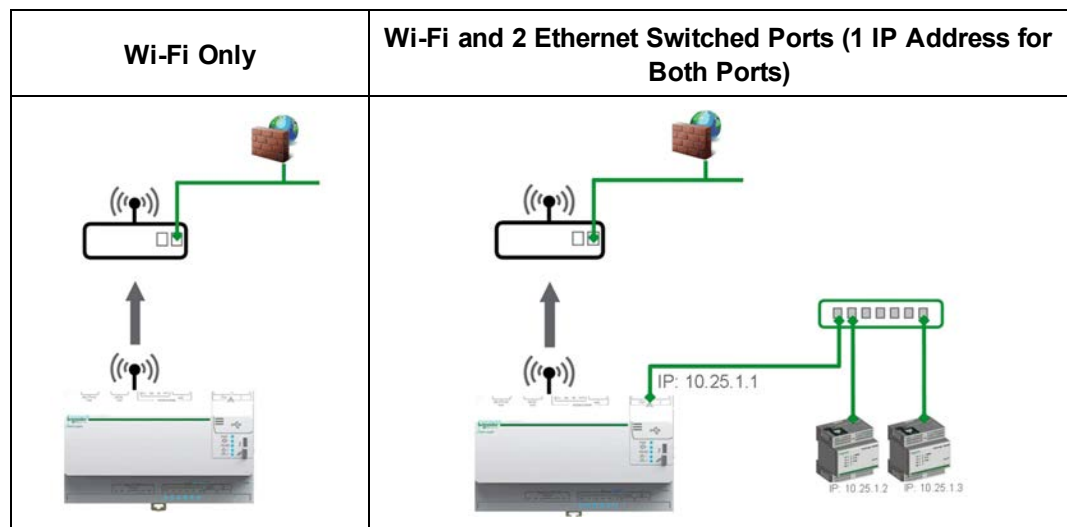 Wi-Fi Only
Wi-Fi and 2 Ethernet Switched Ports (1 IP Address for
Both Ports)
IP: 10.25.1.1
IP: 10.25.1.2
IP: 10.25.1.3